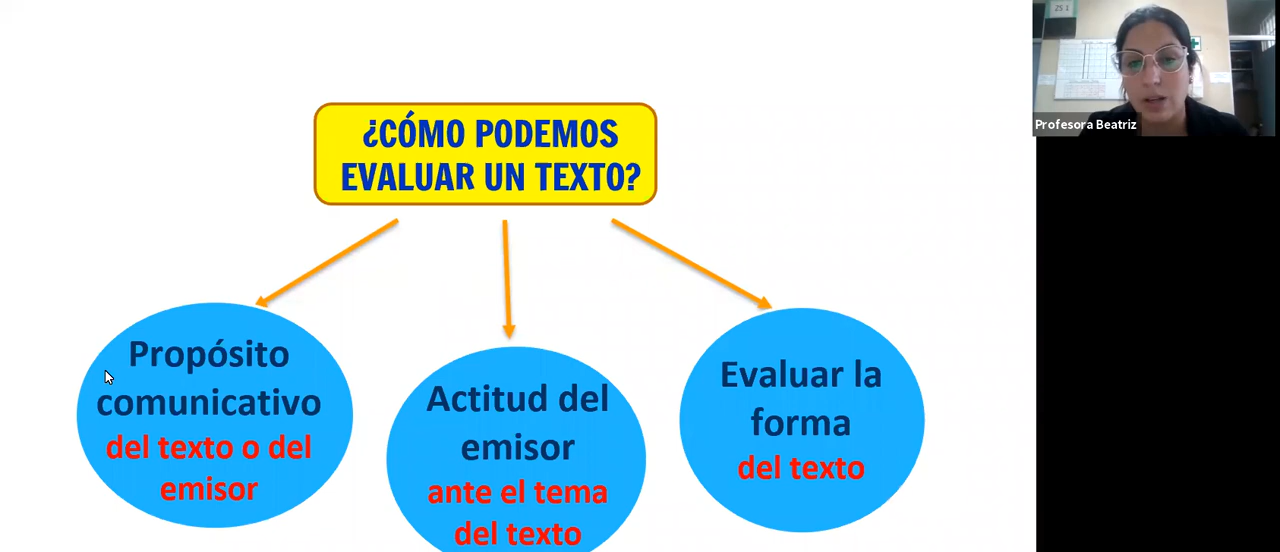 ¿CÓMO PODEMOS
EVALUAR UN TEXTO?
Propósito
comunicativo
del texto o del
emisor
Actitud del
emisor
ante el tema
del texto
Evaluar la
forma
del texto
Profesora Beatriz